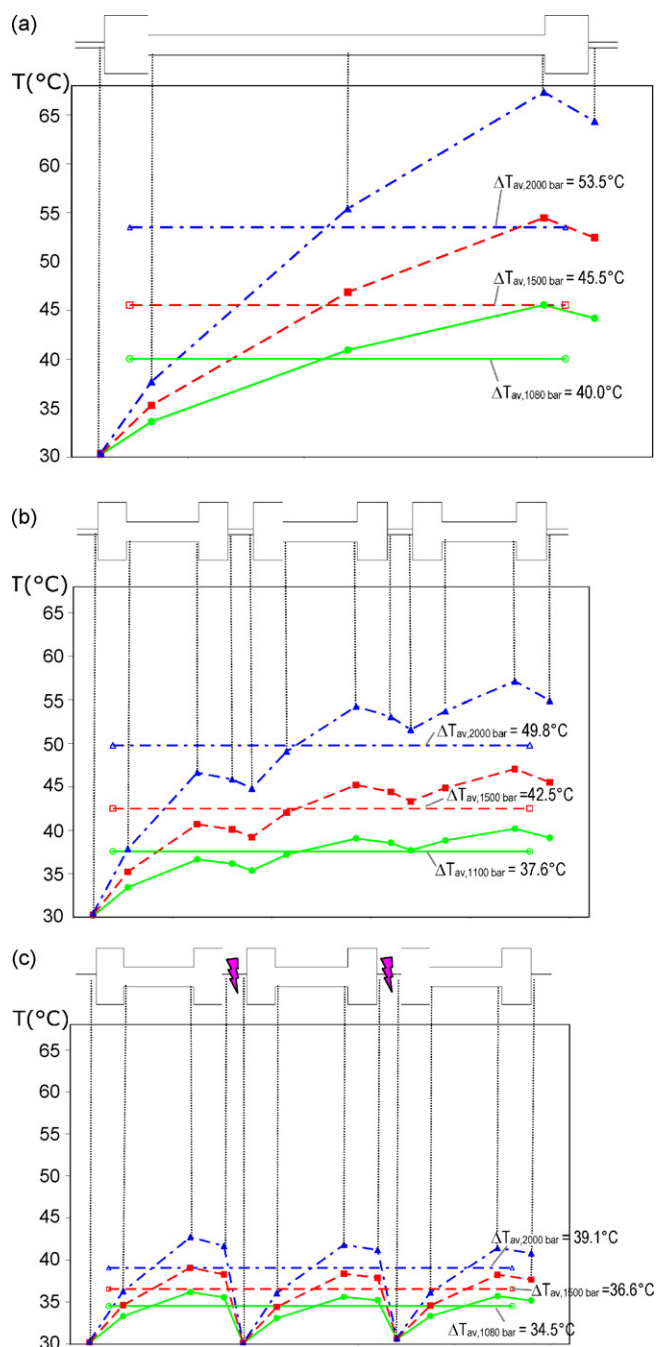 (a)
T(°C)
65
60
55
50
45
40
35
30
ΔTav,2000 bar = 53.5°C
ΔTav,1500 bar = 45.5°C
ΔTav,1080 bar = 40.0°C
(b)
T(°C)
65
60
55
50
45
40
35
30
ΔTav,2000 bar = 49.8°C
ΔTav,1500 bar = 42.5°C
ΔTav,1100 bar = 37.6°C
(c)
T(°C)
65
60
55
50
45
40
35
30
ΔTav,2000 bar = 39.1°C
ΔTav,1500 bar =36.6°C
ΔTav,1080 bar = 34.5°C